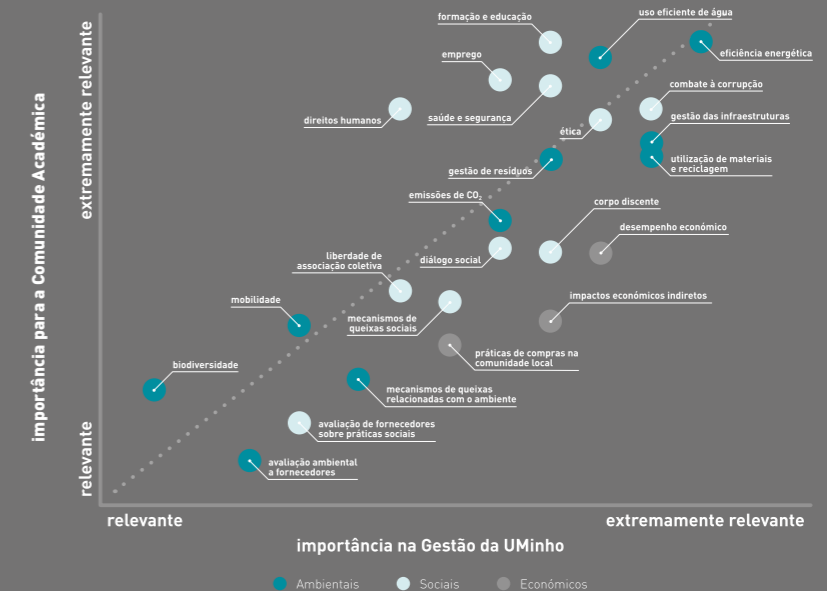 formação e educação
uso eficiente de água
emprego
eficiência energética
direitos humanos
saúde e segurança
combate à corrupção
ética
gestão das infraestruturas
gestão de resíduos
utilização de materiais
e reciclagem
emissões de CO₂
corpo discente
desempenho económico
liberdade de
associação coletiva
diálogo social
mobilidade
impactos económicos indiretos
mecanismos de
queixas sociais
práticas de compras na
comunidade local
biodiversidade
mecanismos de queixas
relacionadas com o ambiente
avaliação de fornecedores
sobre práticas sociais
avaliação ambiental
a fornecedores
importância para a Comunidade Académica
extremamente relevante
relevante
relevante
extremamente relevante
importância na Gestão da UMinho
Ambientais
Sociais
Económicos